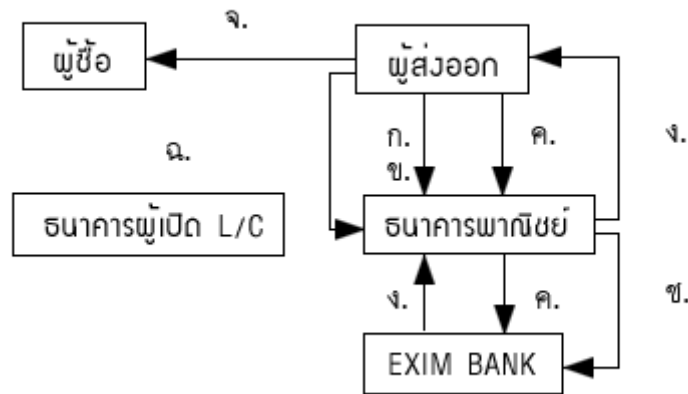 จ.
ผู้ซื้อ
ผู้ส่งออก
ฉ.
ก.
ข.
ค.
ง.
ธนาคารผู้เปิด L/C
ธนาคารพาณิชย์
ง.
ค.
ช.
EXIM BANK